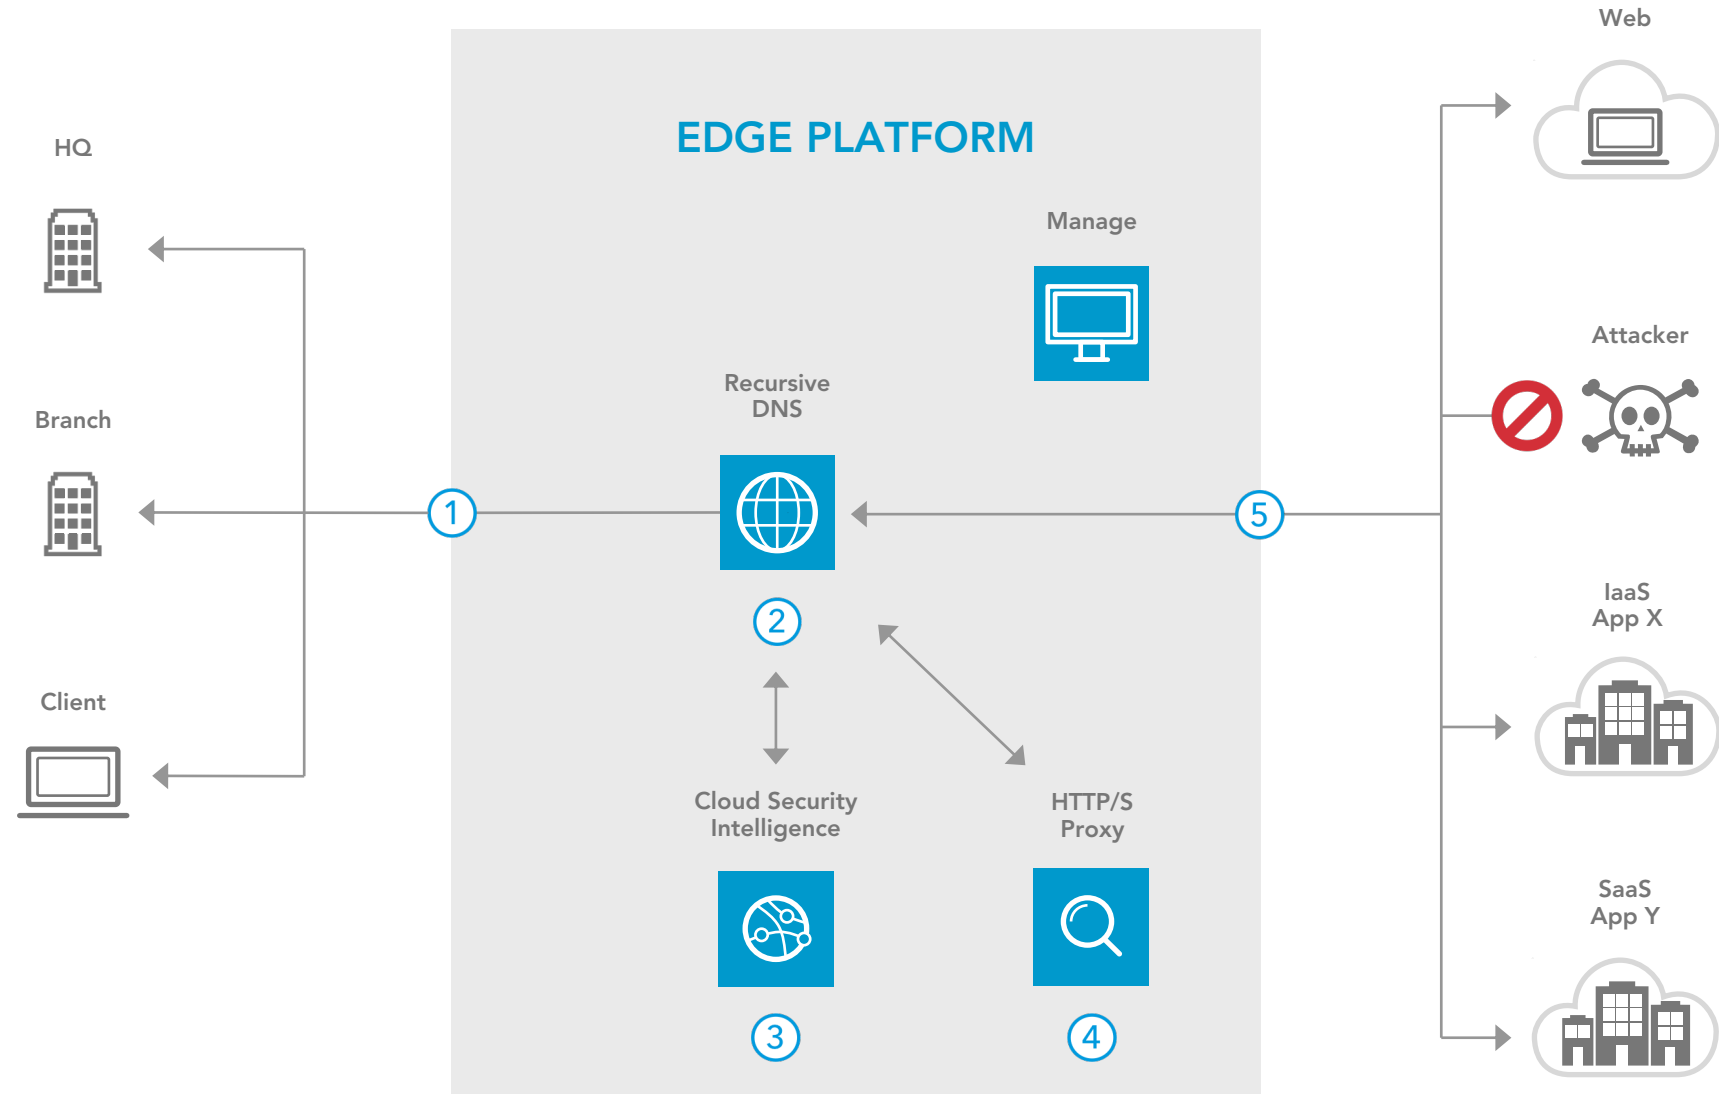 Web
EDGE PLATFORM
HQ
Manage
Attacker
Recursive
DNS
Branch
1
5
2
IaaS
App X
Client
Cloud Security
Intelligence
HTTP/S
Proxy
SaaS
App Y
3
4